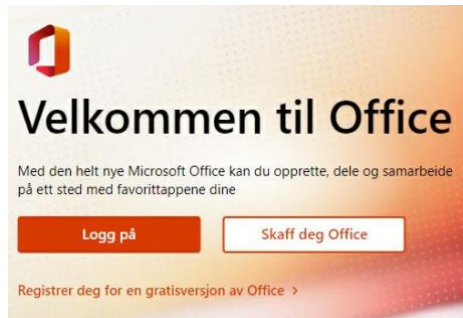 Velkommen til Office
Med den helt nye Microsoft Office kan du opprette, dele og samarbeide
på ett sted med favorittappene dine
Logg på
Skaff deg Office
Registrer deg for en gratisversjon av Office >